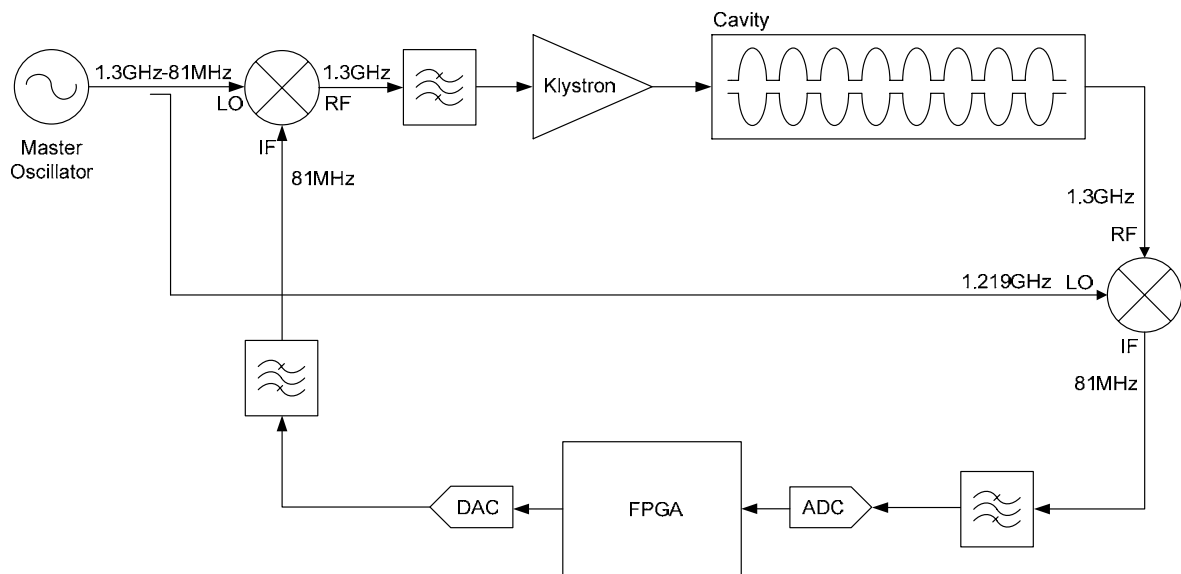 Cavity
1.3GHz-81MHz
1.3GHz
Klystron
LO
RF
Master
Oscillator
IF
81MHz
1.3GHz
RF
1.219GHz
LO
IF
81MHz
DAC
FPGA
ADC